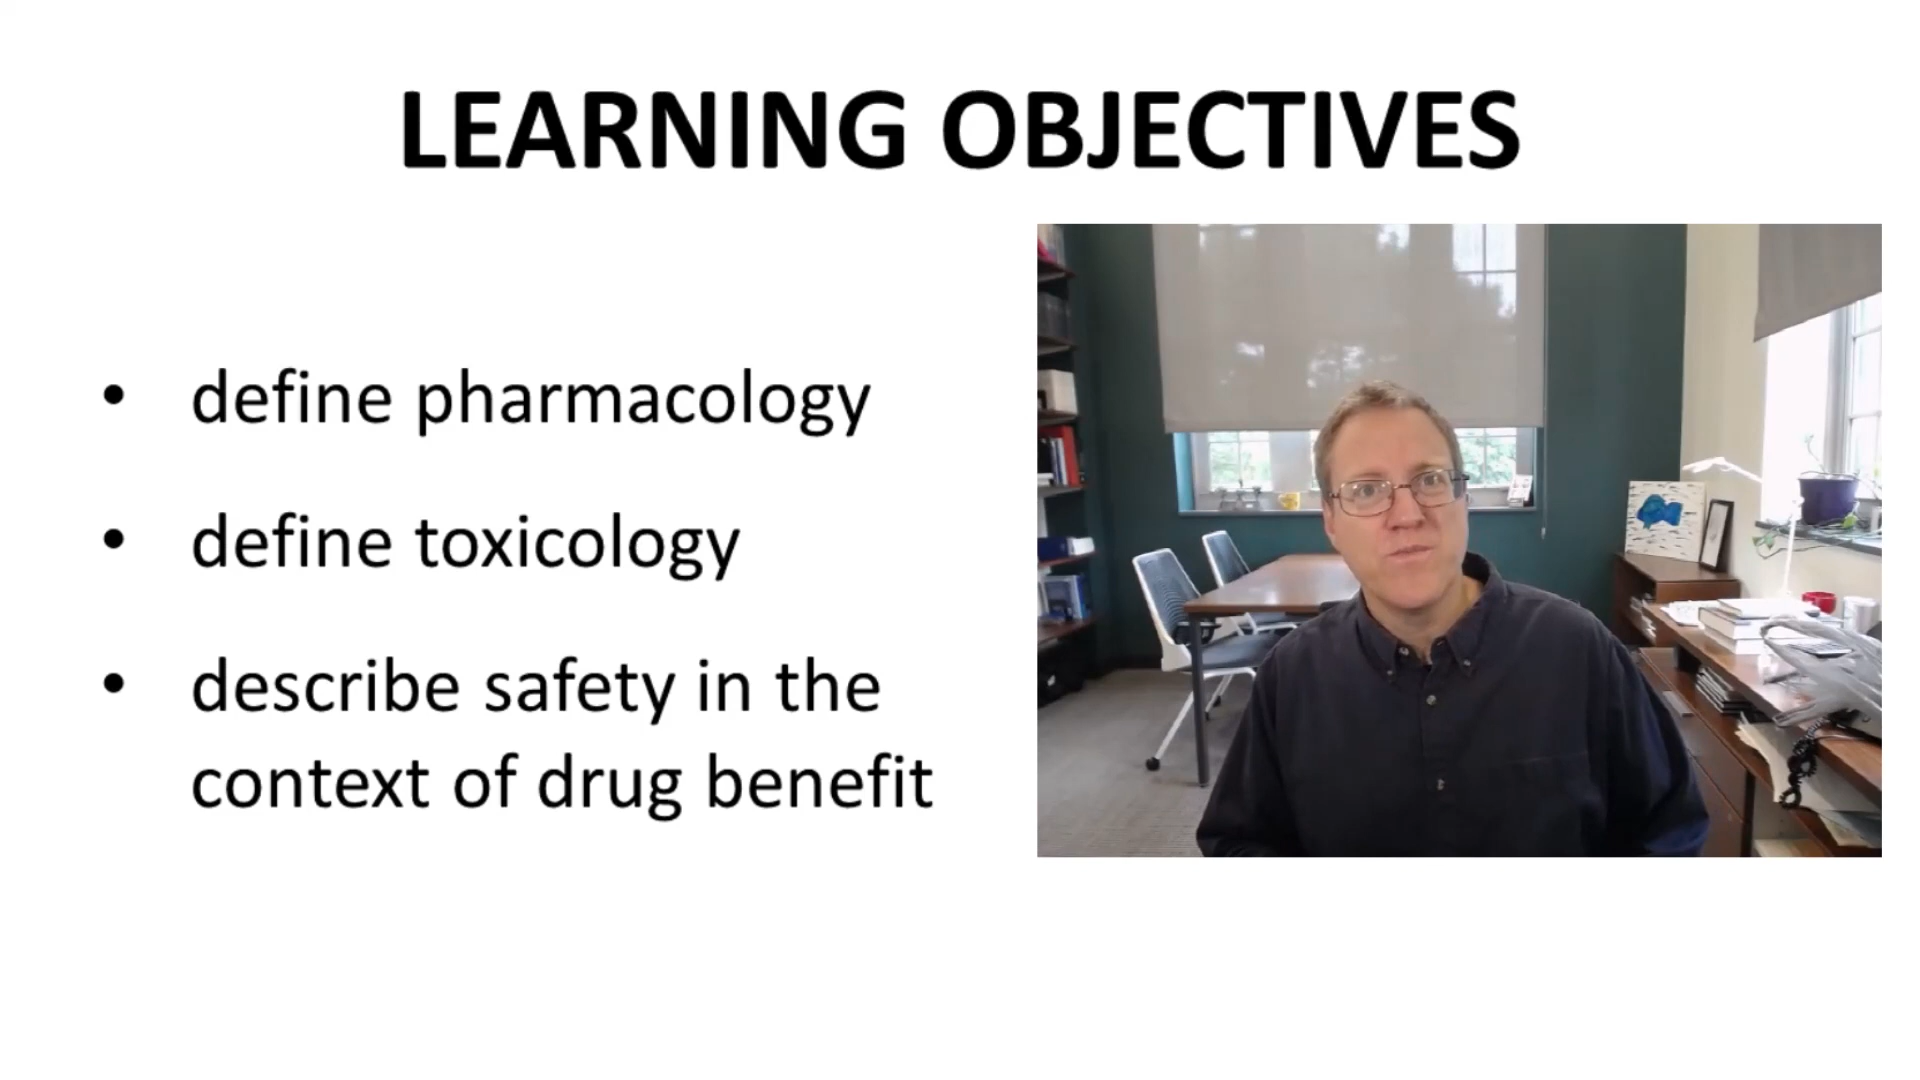 LEARNING OBJECTIVES
• define pharmacology
• define toxicology
• describe safety in the
context of drug benefit